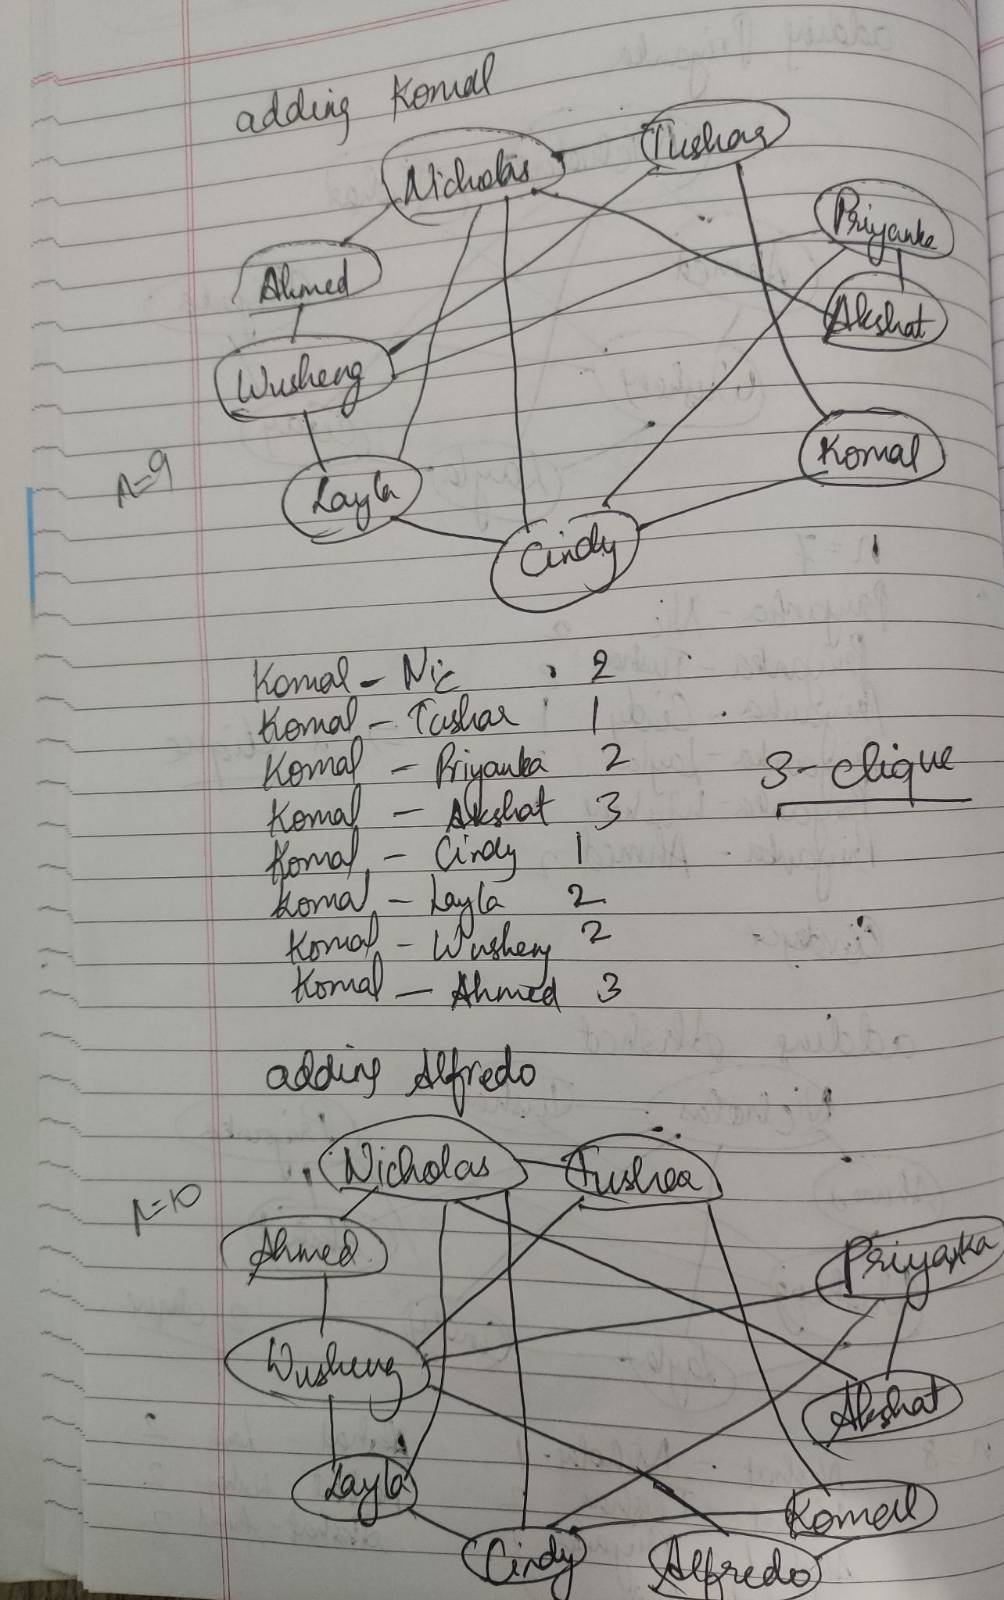 adding Komal
Nicholas
Tushar
Priyanka
Ahmed
Akshat
Wusheng
Komal
Layla
n=9
Cindy
Komal - Nic 2
Komal - Tushar 1
Komal - Priyanka 2
3-clique
Komal - Akshat 3
Komal - Cindy 1
Komal - Layla 2
Komal - Wusheng 2
Komal - Ahmed 3
adding Alfredo
Nicholas
Tushar
n=10
Ahmed
Priyanka
Wusheng
Akshat
Layla
Komal
Cindy
Alfredo